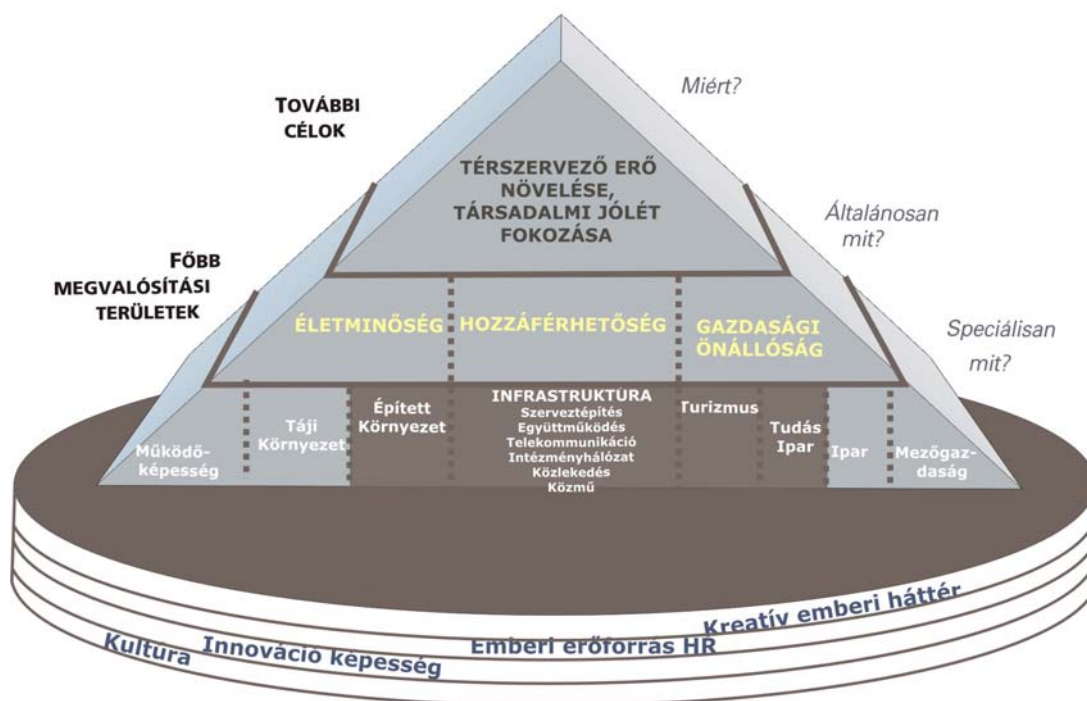 TOVÁBBI
CÉLOK
Miért?
TÉRSZERVEZŐ ERŐ
NÖVELÉSE,
TÁRSADALMI JÓLÉT
FOKOZÁSA
Általánosan
mit?
FŐBB
MEGVALÓSÍTÁSI
TERÜLETEK
ÉLETMINŐSÉG
HOZZÁFÉRHETŐSÉG
GAZDASÁGI
ÖNÁLLÓSÁG
Speciálisan
mit?
Működő-
képesség
Táji
Környezet
Épített
Környezet
INFRASTRUKTÚRA
Szerveztépítés
Együttműködés
Telekommunikáció
Intézményhálózat
Közlekedés
Közmű
Turizmus
Tudás
Ipar
Ipar
Mezőgaz-
daság
Kultúra
Innováció képesség
Emberi erőforrás HR
Kreatív emberi háttér